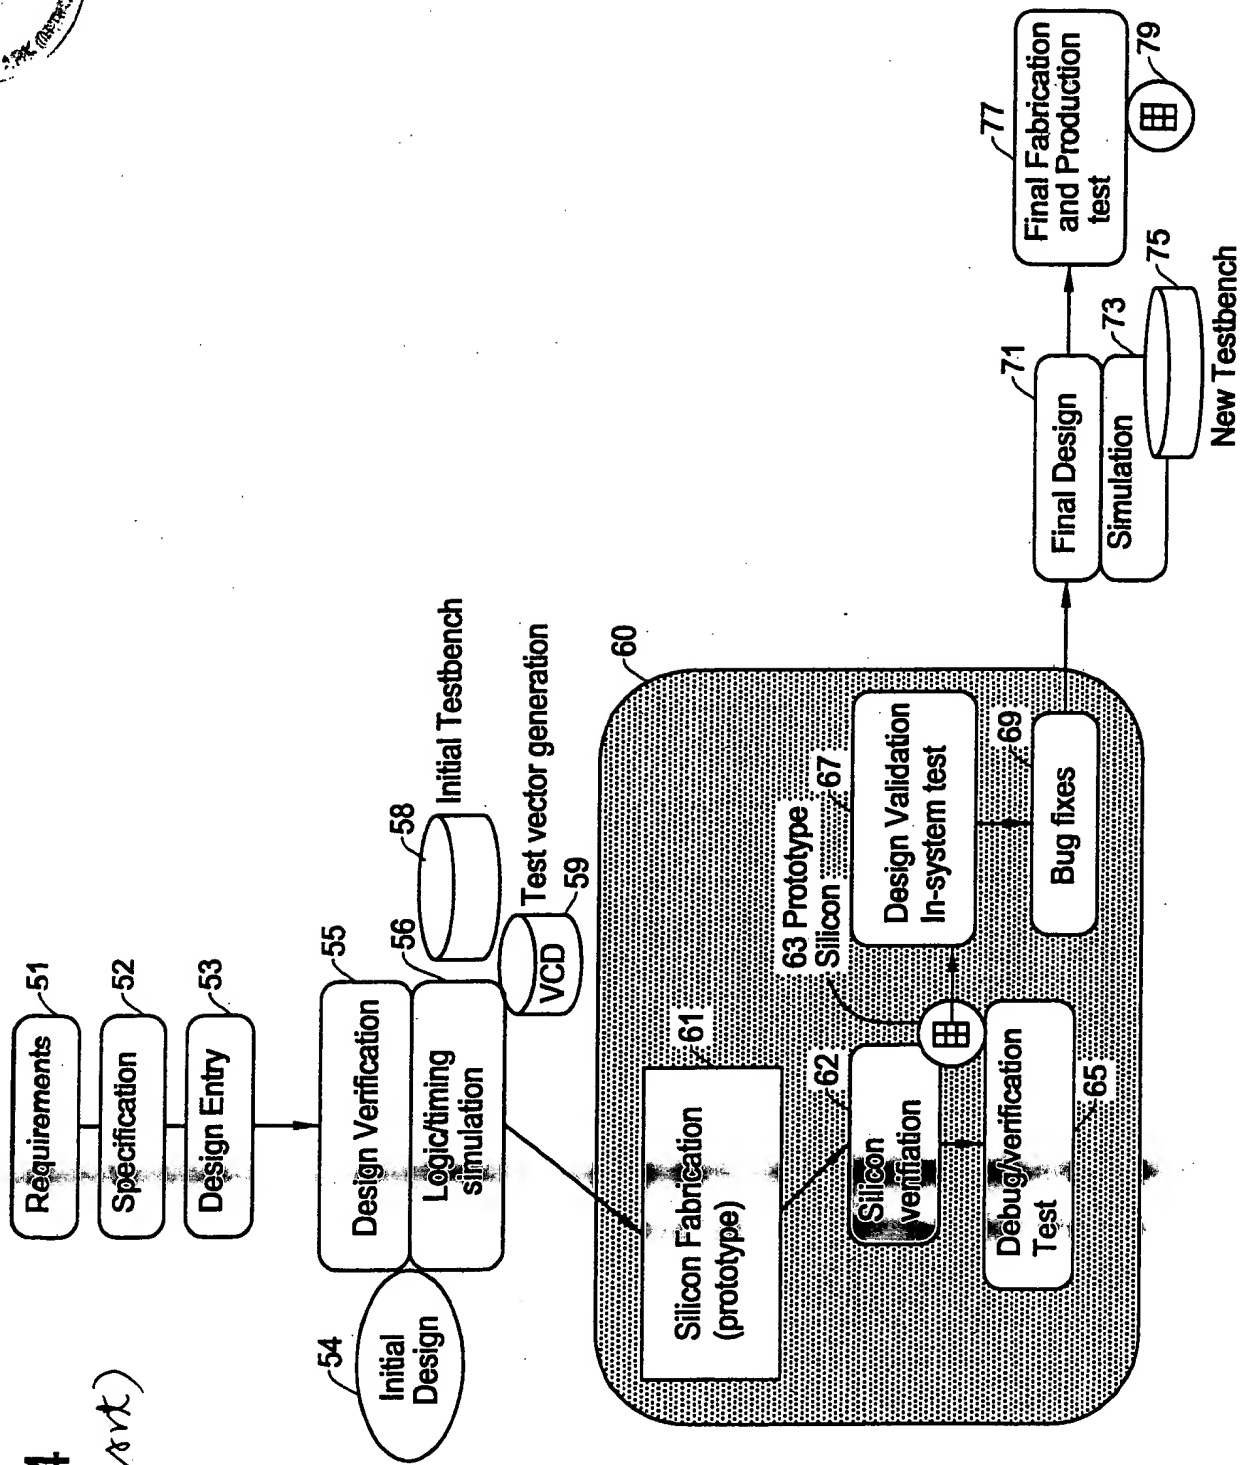 Requirements
51
Specification
52
Design Entry
53
Initial
Design
54
Design Verification
55
Logic/timing
simulation
56
58
Initial Testbench
Test vector generation
VCD
59
60
Silicon Fabrication
(prototype)
61
Silicon
verifiation
62
63 Prototype
Silicon
Debug/verification
Test
65
Design Validation
In-system test
67
Bug fixes
69
Final Design
71
Simulation
73
75
New Testbench
Final Fabrication
and Production
test
77
79